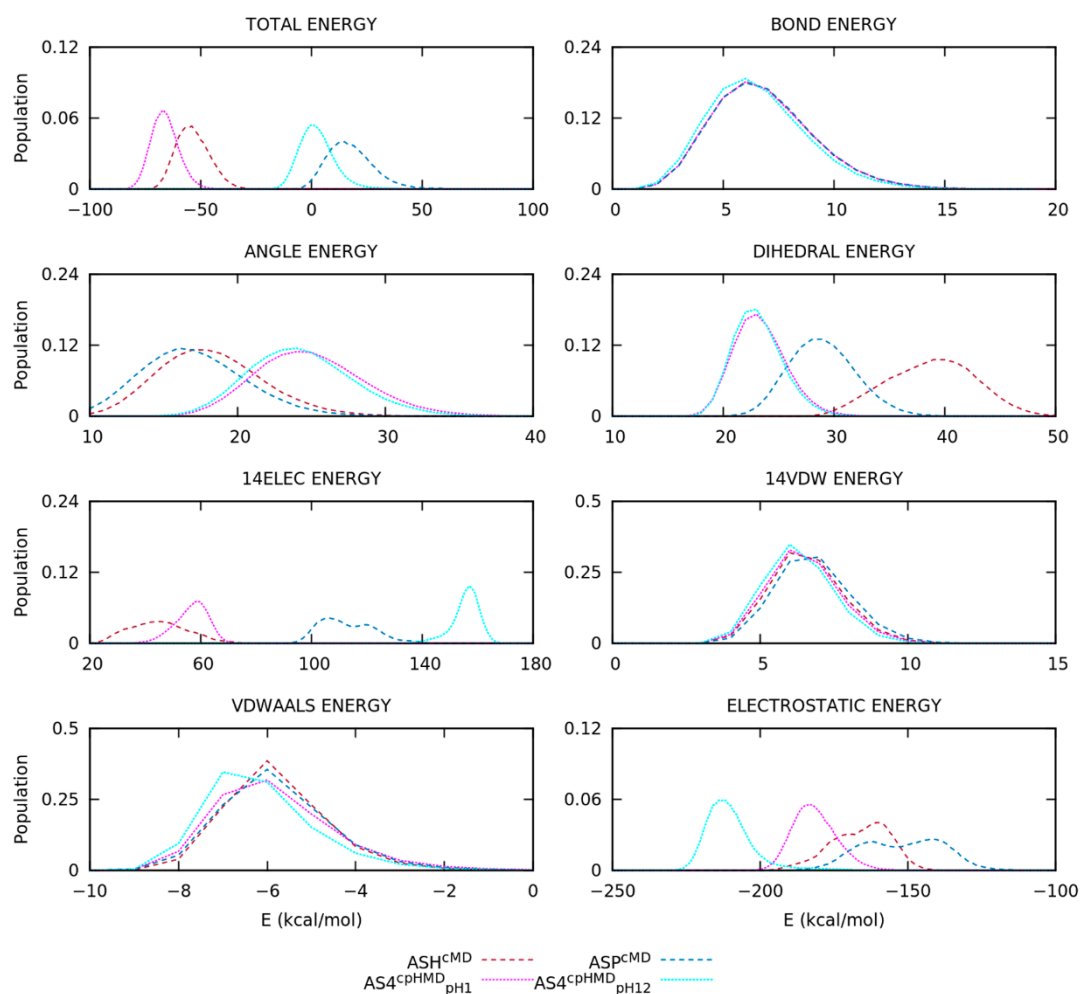 TOTAL ENERGY
BOND ENERGY
Population
0.12
0.06
0
−100 −50 0 50 100
0.24
0.12
0
0 5 10 15 20
ANGLE ENERGY
DIHEDRAL ENERGY
Population
0.24
0.12
0
10 20 30 40
0.24
0.12
0
10 20 30 40 50
14ELEC ENERGY
14VDW ENERGY
Population
0.24
0.12
0
20 60 100 140 180
0.5
0.25
0
0 5 10 15
VDWAALS ENERGY
ELECTROSTATIC ENERGY
Population
0.5
0.25
0
−10 −8 −6 −4 −2 0
E (kcal/mol)
0.12
0.06
0
−250 −200 −150 −100
E (kcal/mol)
ASH^cMD ASP^cMD
AS4^cpHMD_pH1 AS4^cpHMD_pH12